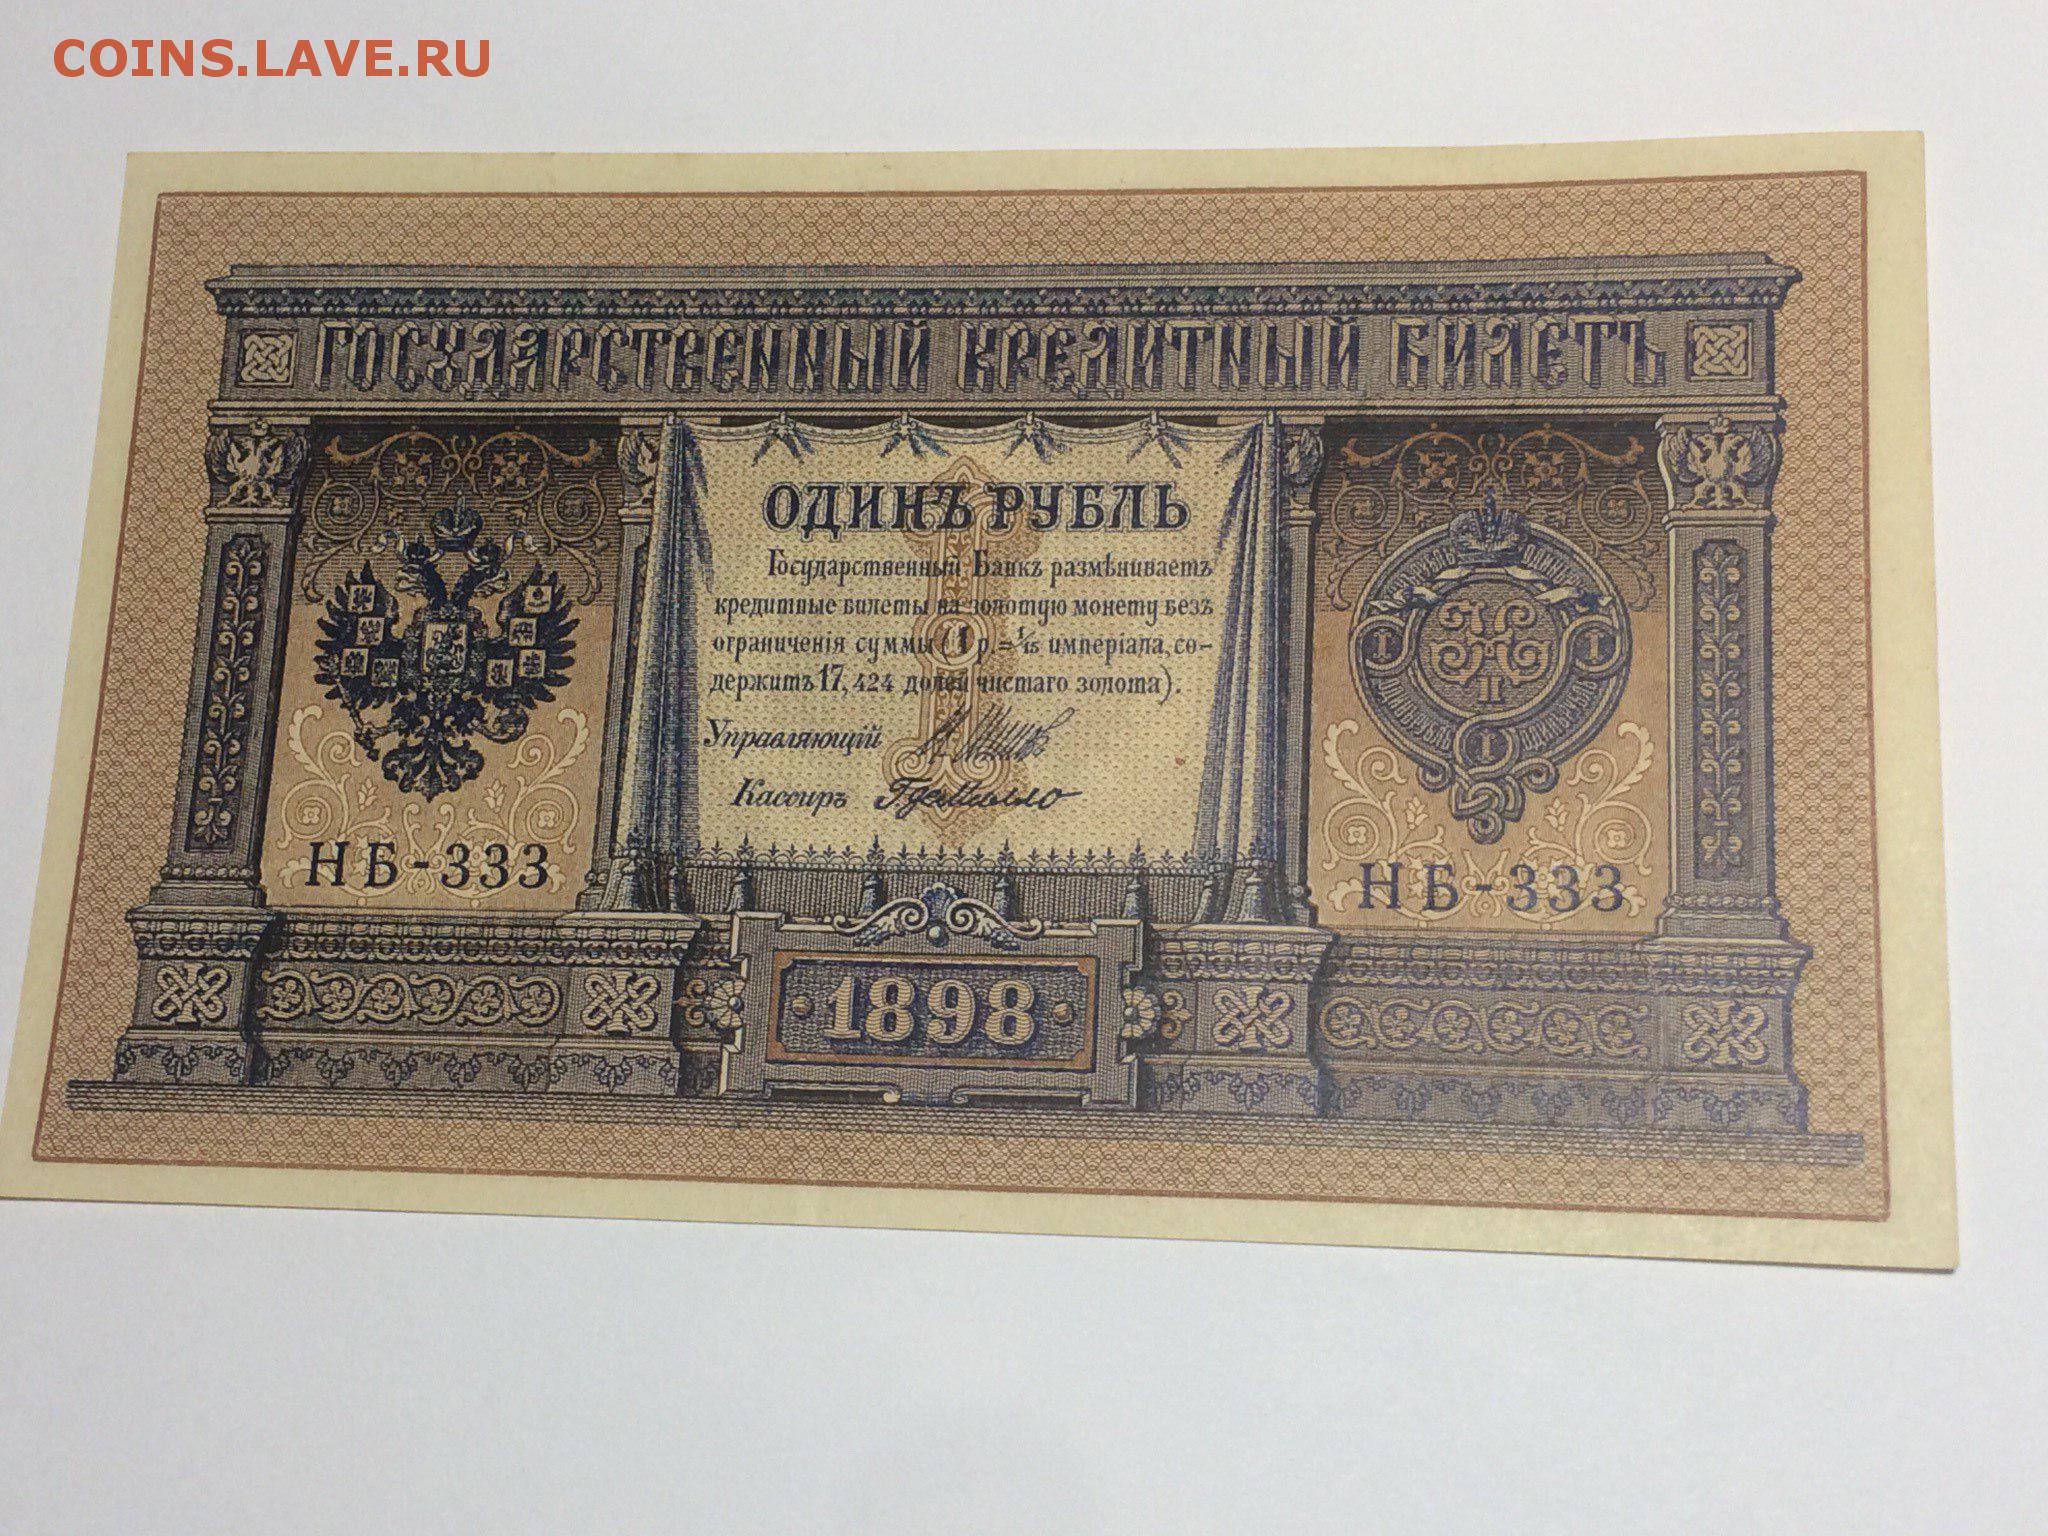 COINS.LAVE.RU
ГОСУДАРСТВЕННЫЙ КРЕДИТНЫЙ БИЛЕТЪ
ОДИНЪ РУБЛЬ
Государственный Банкъ размѣниваетъ
кредитные билеты на золотую монету безъ
ограниченія суммы (1 р.=1/15 имперіала, со-
держитъ 17,424 долей чистаго золота).
Управляющій
Кассиръ
НБ-333
НБ-333
I I I
II
1898